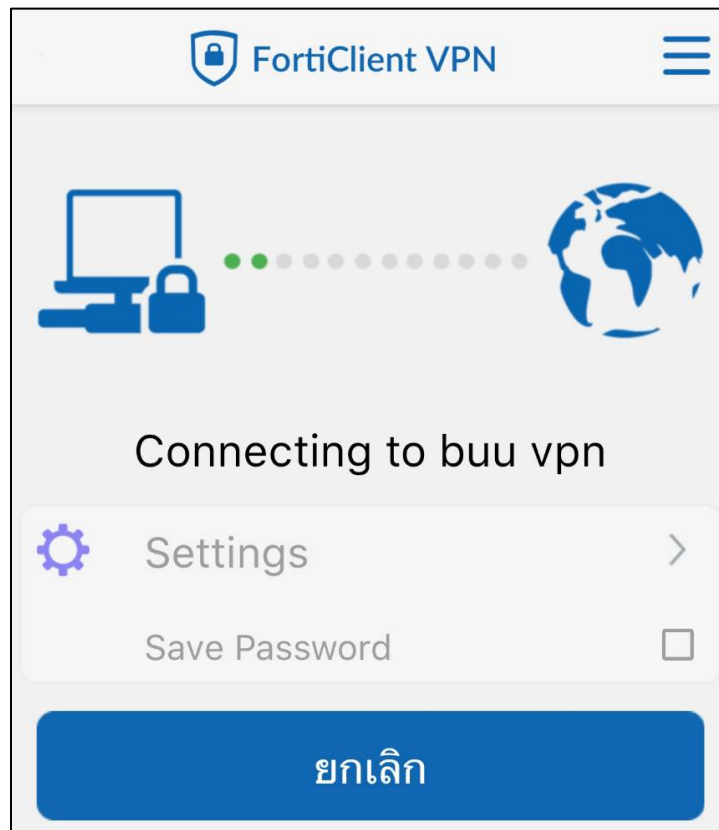 FortiClient VPN
Connecting to buu vpn
Settings
Save Password
ยกเลิก